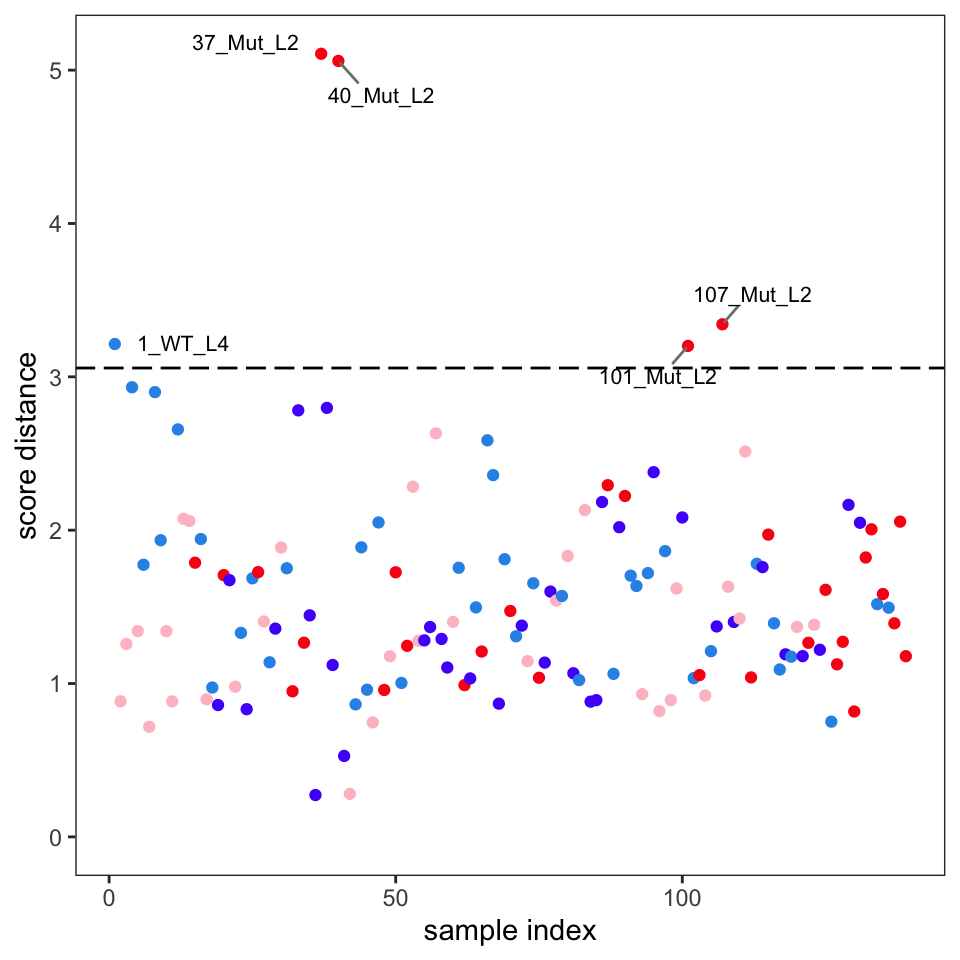 37_Mut_L2
40_Mut_L2
107_Mut_L2
1_WT_L4
101_Mut_L2
score distance
5
4
3
2
1
0
0
50
100
sample index